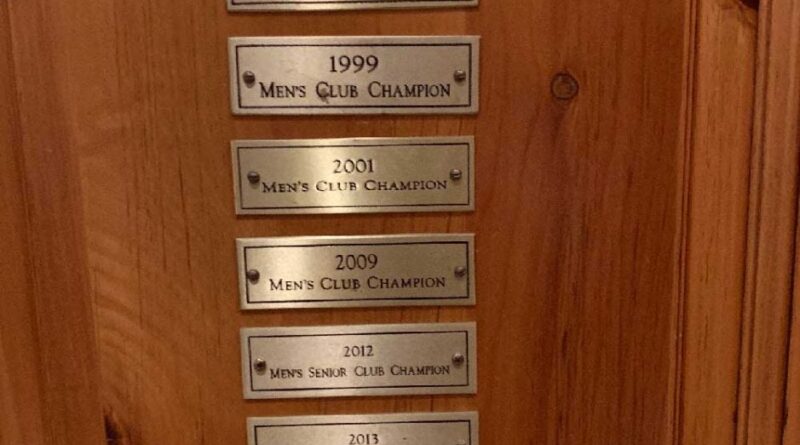 1999
MEN'S CLUB CHAMPION
2001
MEN'S CLUB CHAMPION
2009
MEN'S CLUB CHAMPION
2012
MEN'S SENIOR CLUB CHAMPION
2013